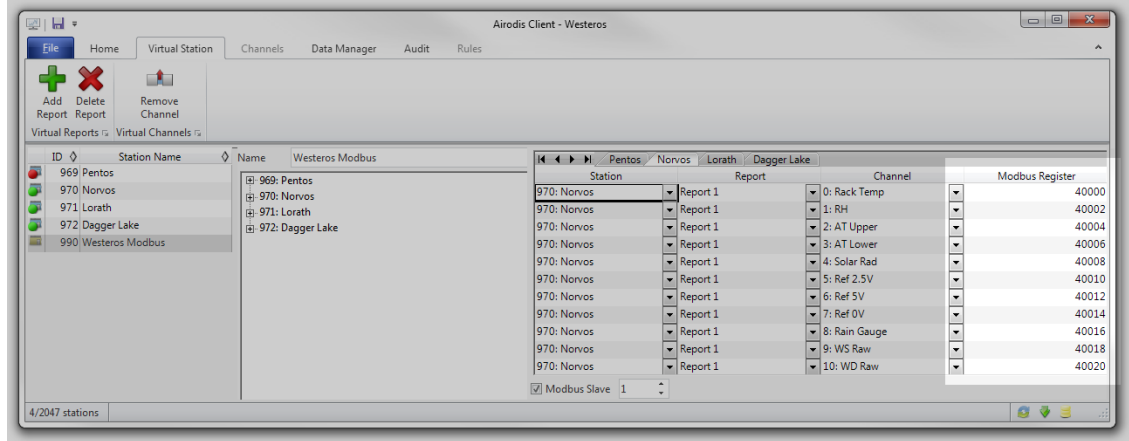 Airodis Client - Westeros
File Home Virtual Station Channels Data Manager Audit Rules
Add Report Delete Report Remove Channel
Virtual Reports Virtual Channels
ID Station Name
969 Pentos
970 Norvos
971 Lorath
972 Dagger Lake
990 Westeros Modbus
Name Westeros Modbus
969: Pentos
970: Norvos
971: Lorath
972: Dagger Lake
Pentos Norvos Lorath Dagger Lake
Station Report Channel Modbus Register
970: Norvos Report 1 0: Rack Temp 40000
970: Norvos Report 1 1: RH 40002
970: Norvos Report 1 2: AT Upper 40004
970: Norvos Report 1 3: AT Lower 40006
970: Norvos Report 1 4: Solar Rad 40008
970: Norvos Report 1 5: Ref 2.5V 40010
970: Norvos Report 1 6: Ref 5V 40012
970: Norvos Report 1 7: Ref 0V 40014
970: Norvos Report 1 8: Rain Gauge 40016
970: Norvos Report 1 9: WS Raw 40018
970: Norvos Report 1 10: WD Raw 40020
Modbus Slave 1
4/2047 stations